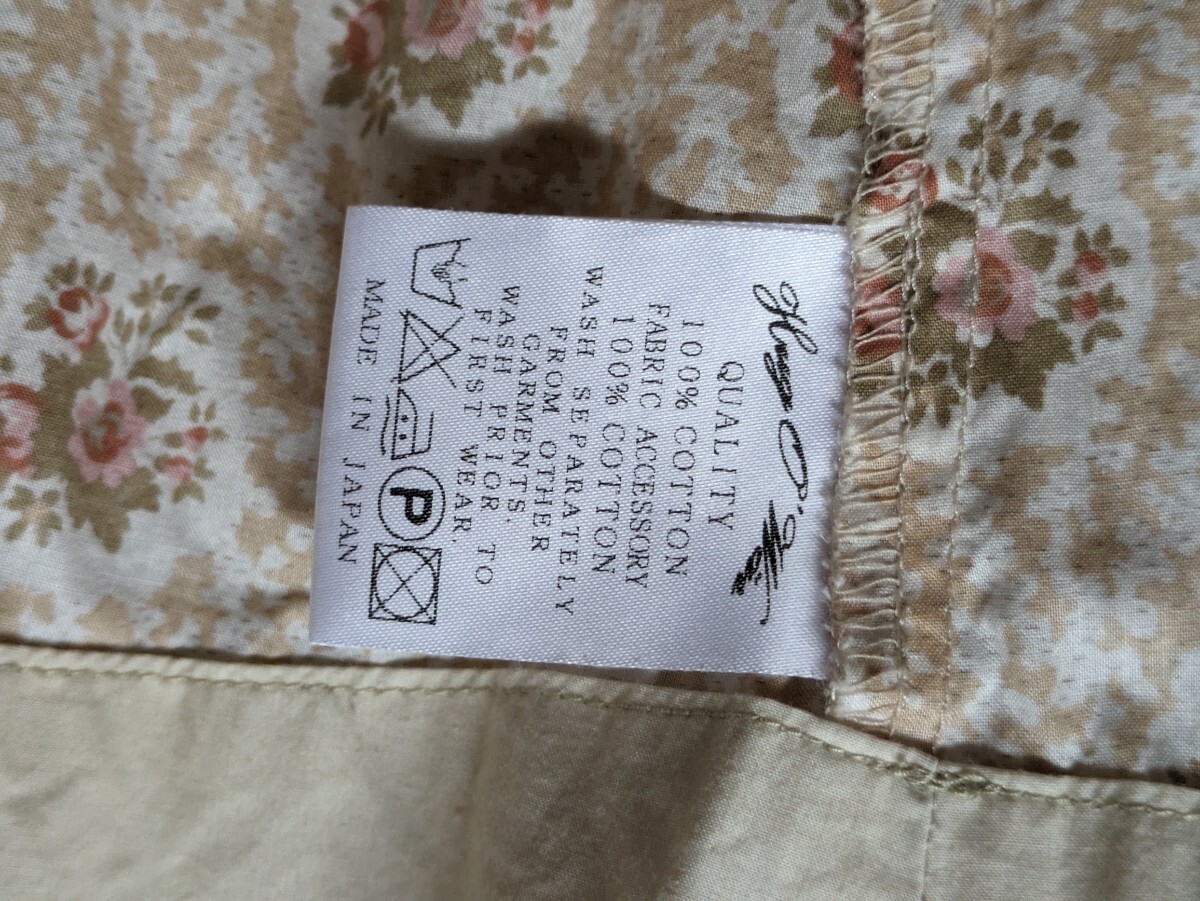 QUALITY
100% COTTON
FABRIC ACCESSORY
100% COTTON
WASH SEPARATELY
FROM OTHER
GARMENTS.
WASH PRIOR TO
FIRST WEAR.
P
MADE IN JAPAN